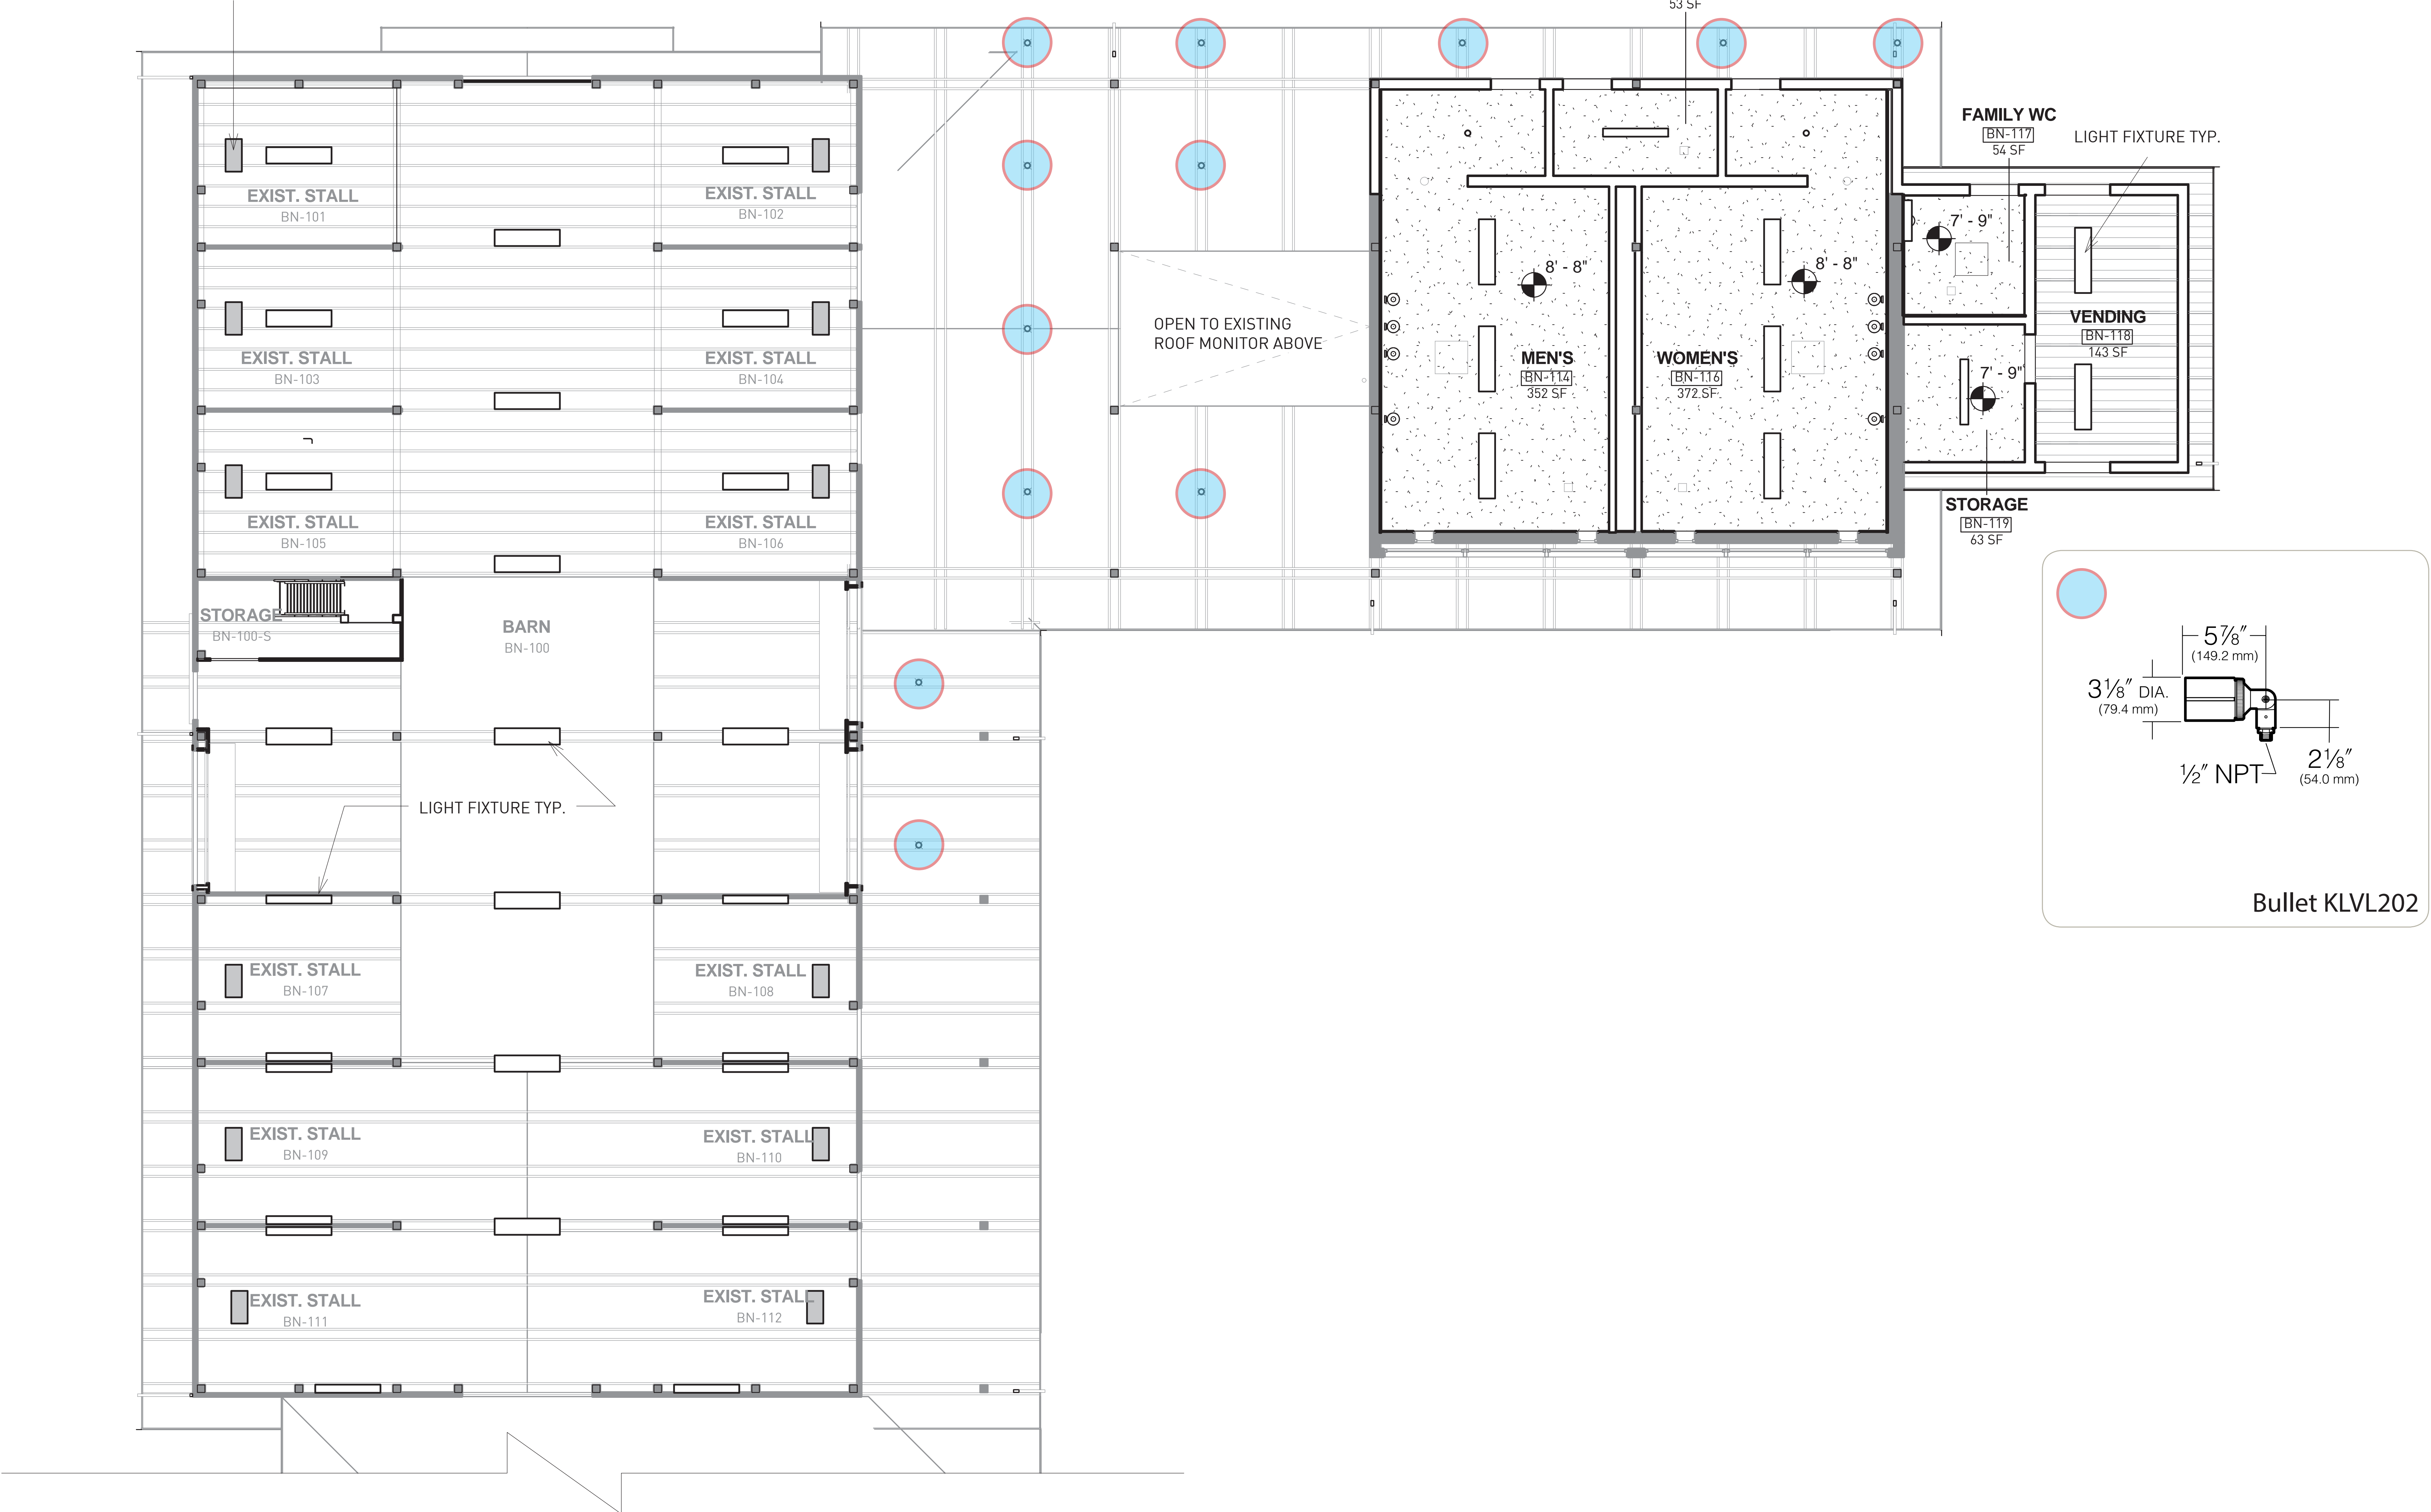 53 SF
FAMILY WC
BN-117
54 SF
LIGHT FIXTURE TYP.
EXIST. STALL
BN-101
EXIST. STALL
BN-102
7' - 9"
8' - 8"
8' - 8"
OPEN TO EXISTING
ROOF MONITOR ABOVE
VENDING
BN-118
143 SF
EXIST. STALL
BN-103
EXIST. STALL
BN-104
MEN'S
BN-114
352 SF
WOMEN'S
BN-116
372 SF
7' - 9"
STORAGE
BN-119
63 SF
EXIST. STALL
BN-105
EXIST. STALL
BN-106
STORAGE
BN-100-S
BARN
BN-100
LIGHT FIXTURE TYP.
5⅞"
(149.2 mm)
3⅛" DIA.
(79.4 mm)
½" NPT
2⅛"
(54.0 mm)
Bullet KLVL202
EXIST. STALL
BN-107
EXIST. STALL
BN-108
EXIST. STALL
BN-109
EXIST. STALL
BN-110
EXIST. STALL
BN-111
EXIST. STALL
BN-112